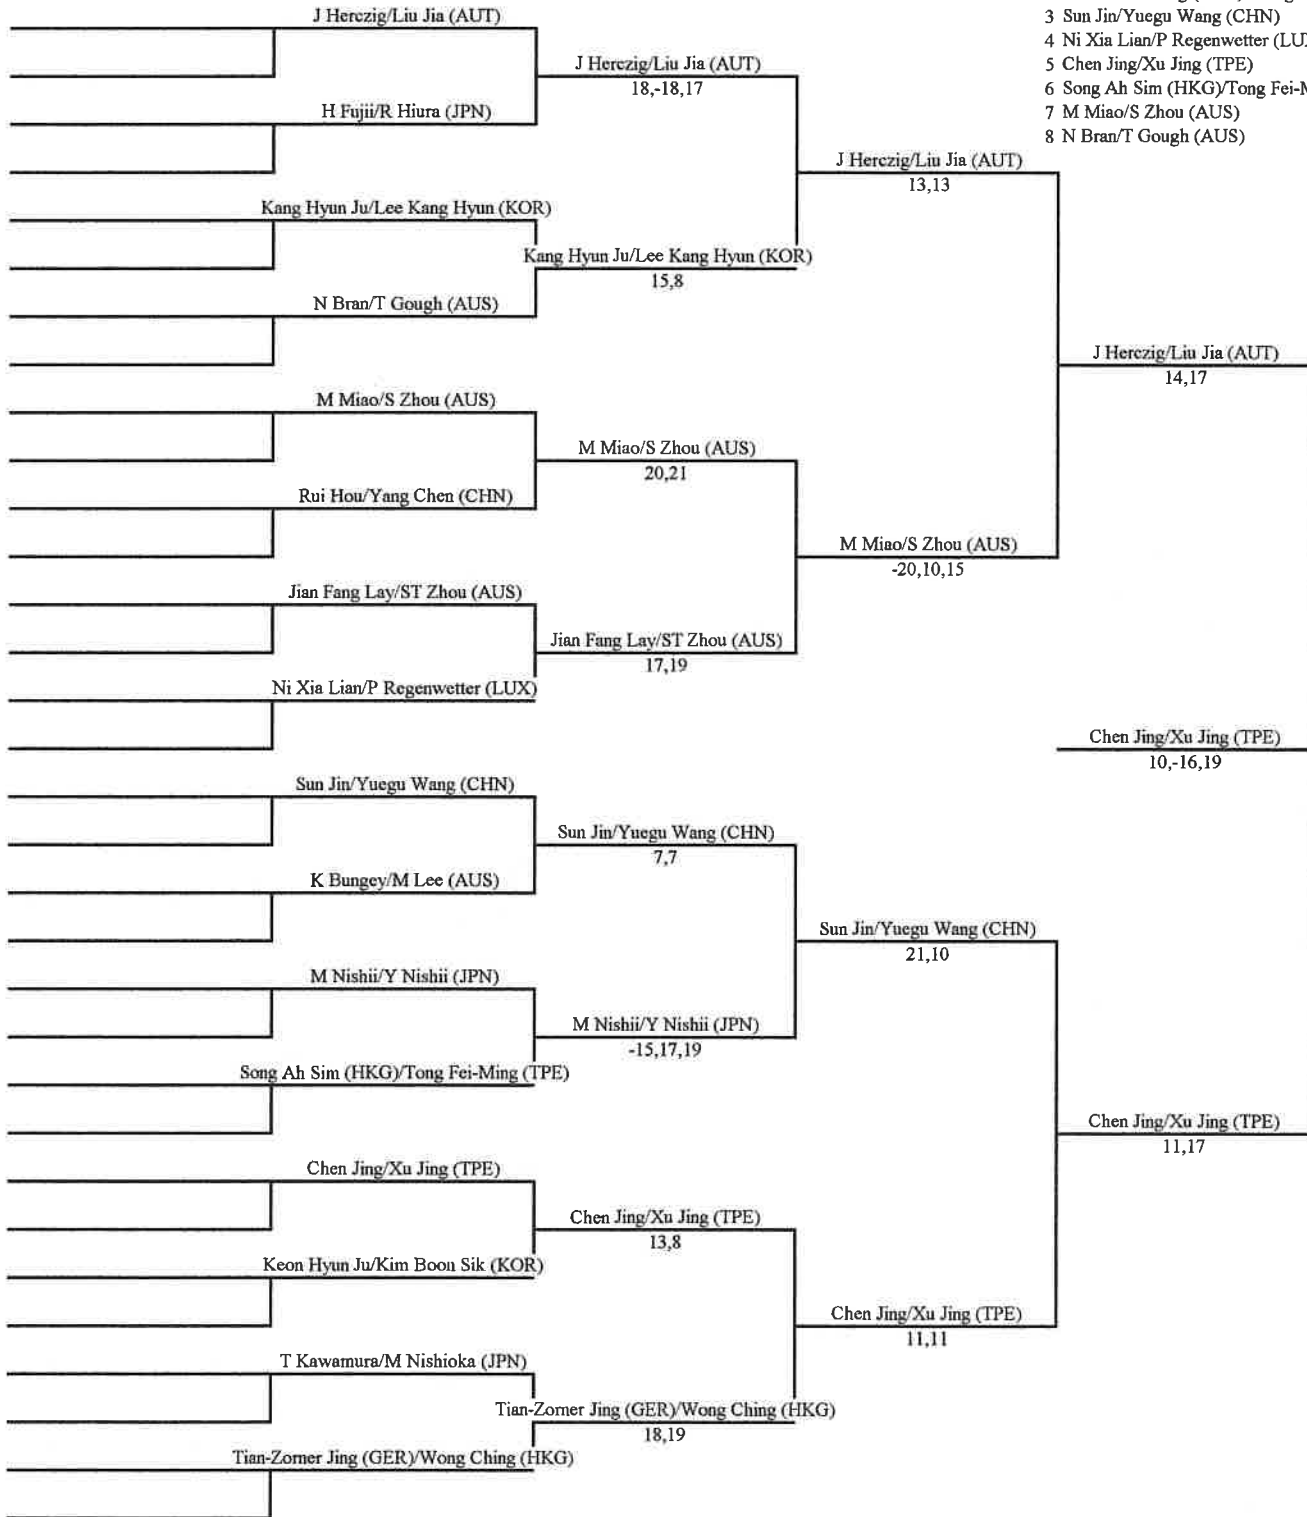 3 Sun Jin/Yuegu Wang (CHN)
4 Ni Xia Lian/P Regenwetter
5 Chen Jing/Xu Jing (TPE)
6 Song Ah Sim (HKG)/Tong
7 M Miao/S Zhou (AUS)
8 N Bran/T Gough (AUS)
J Herczig/Liu Jia (AUT)
J Herczig/Liu Jia (AUT)
18,-18,17
H Fujii/R Hiura (JPN)
J Herczig/Liu Jia (AUT)
13,13
Kang Hyun Ju/Lee Kang Hyun (KOR)
Kang Hyun Ju/Lee Kang Hyun (KOR)
15,8
N Bran/T Gough (AUS)
J Herczig/Liu Jia (AUT)
14,17
M Miao/S Zhou (AUS)
M Miao/S Zhou (AUS)
20,21
Rui Hou/Yang Chen (CHN)
M Miao/S Zhou (AUS)
-20,10,15
Jian Fang Lay/ST Zhou (AUS)
Jian Fang Lay/ST Zhou (AUS)
17,19
Ni Xia Lian/P Regenwetter (LUX)
Chen Jing/Xu Jing (TPE)
10,-16,19
Sun Jin/Yuegu Wang (CHN)
Sun Jin/Yuegu Wang (CHN)
7,7
K Bungey/M Lee (AUS)
Sun Jin/Yuegu Wang (CHN)
21,10
M Nishii/Y Nishii (JPN)
M Nishii/Y Nishii (JPN)
-15,17,19
Song Ah Sim (HKG)/Tong Fei-Ming (TPE)
Chen Jing/Xu Jing (TPE)
11,17
Chen Jing/Xu Jing (TPE)
Chen Jing/Xu Jing (TPE)
13,8
Keon Hyun Ju/Kim Boon Sik (KOR)
Chen Jing/Xu Jing (TPE)
11,11
T Kawamura/M Nishioka (JPN)
Tian-Zorner Jing (GER)/Wong Ching (HKG)
18,19
Tian-Zorner Jing (GER)/Wong Ching (HKG)